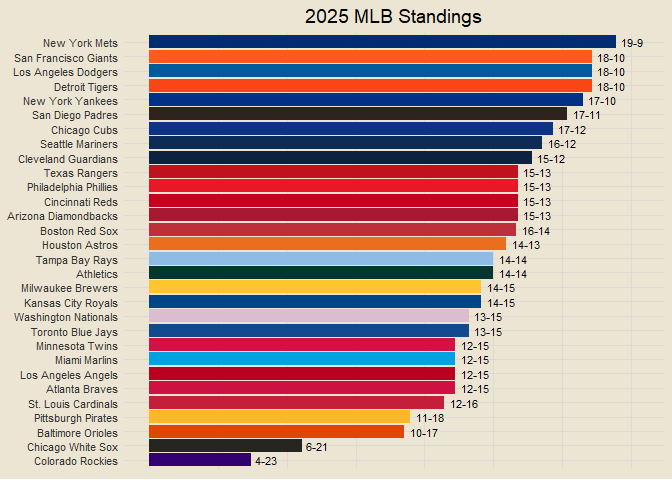 2025 MLB Standings
New York Mets 19-9
San Francisco Giants 18-10
Los Angeles Dodgers 18-10
Detroit Tigers 18-10
New York Yankees 17-10
San Diego Padres 17-11
Chicago Cubs 17-12
Seattle Mariners 16-12
Cleveland Guardians 15-12
Texas Rangers 15-13
Philadelphia Phillies 15-13
Cincinnati Reds 15-13
Arizona Diamondbacks 15-13
Boston Red Sox 16-14
Houston Astros 14-13
Tampa Bay Rays 14-14
Athletics 14-14
Milwaukee Brewers 14-15
Kansas City Royals 14-15
Washington Nationals 13-15
Toronto Blue Jays 13-15
Minnesota Twins 12-15
Miami Marlins 12-15
Los Angeles Angels 12-15
Atlanta Braves 12-15
St. Louis Cardinals 12-16
Pittsburgh Pirates 11-18
Baltimore Orioles 10-17
Chicago White Sox 6-21
Colorado Rockies 4-23